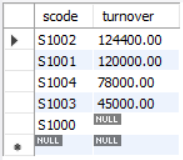 scode turnover
S1002 124400.00
S1001 120000.00
S1004 78000.00
S1003 45000.00
S1000 NULL
NULL NULL